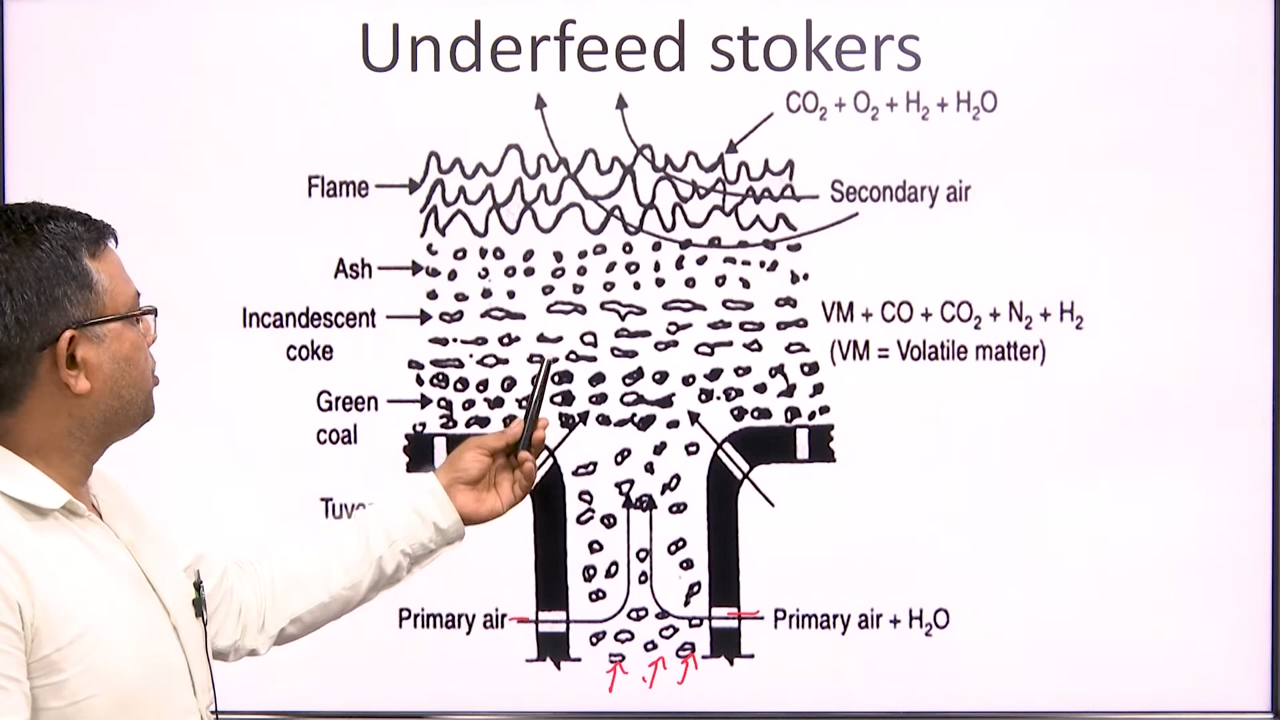 Underfeed stokers
CO₂ + O₂ + H₂ + H₂O
Flame
Secondary air
Ash
Incandescent
coke
VM + CO + CO₂ + N₂ + H₂
(VM = Volatile matter)
Green
coal
Primary air
Primary air + H₂O